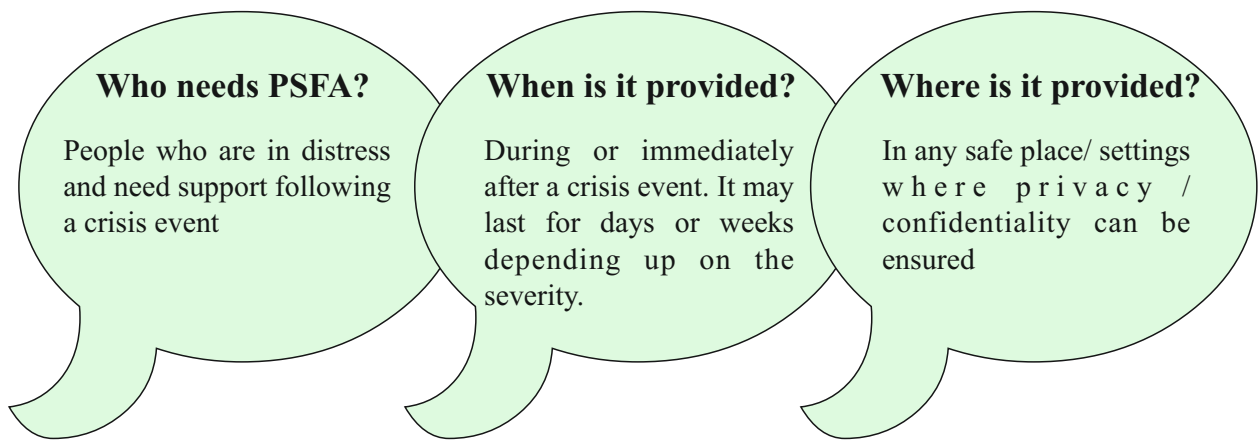 Who needs PSFA?
People who are in distress
and need support following
a crisis event
When is it provided?
During or immediately
after a crisis event. It may
last for days or weeks
depending up on the
severity.
Where is it provided?
In any safe place/ settings
where privacy /
confidentiality can be
ensured